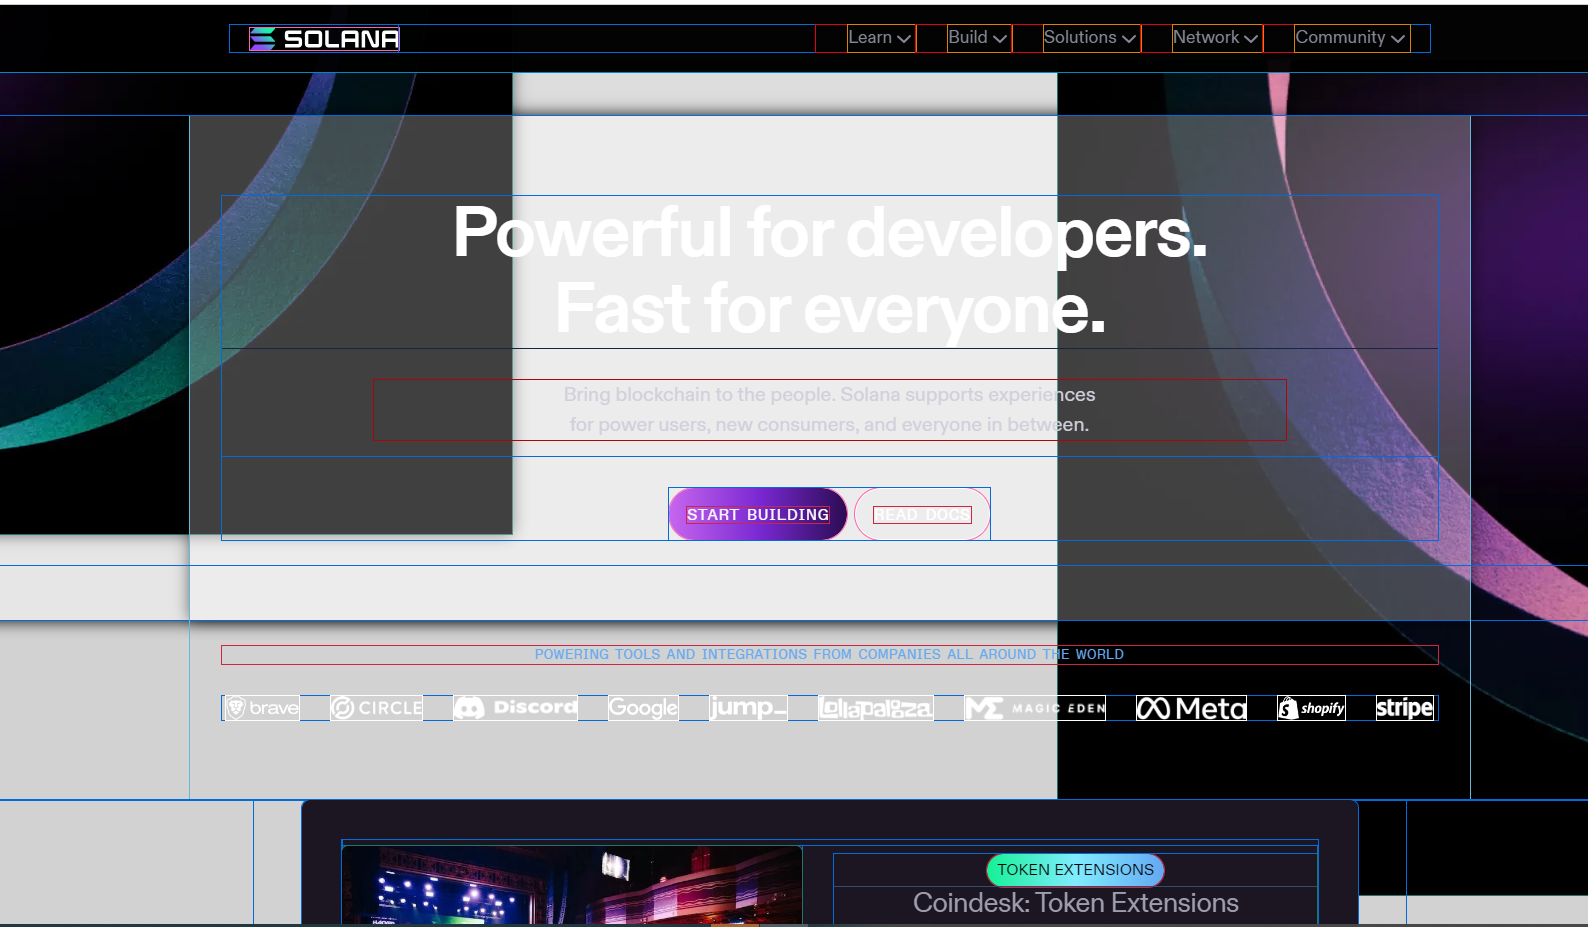 SOLANA
Learn Build Solutions Network Community
Powerful for developers.
Fast for everyone.
Bring blockchain to the people. Solana supports experiences
for power users, new consumers, and everyone in between.
START BUILDING READ DOCS
POWERING TOOLS AND INTEGRATIONS FROM COMPANIES ALL AROUND THE WORLD
brave CIRCLE Discord Google jump_ Lollapalooza MAGIC EDEN Meta shopify stripe
TOKEN EXTENSIONS
Coindesk: Token Extensions